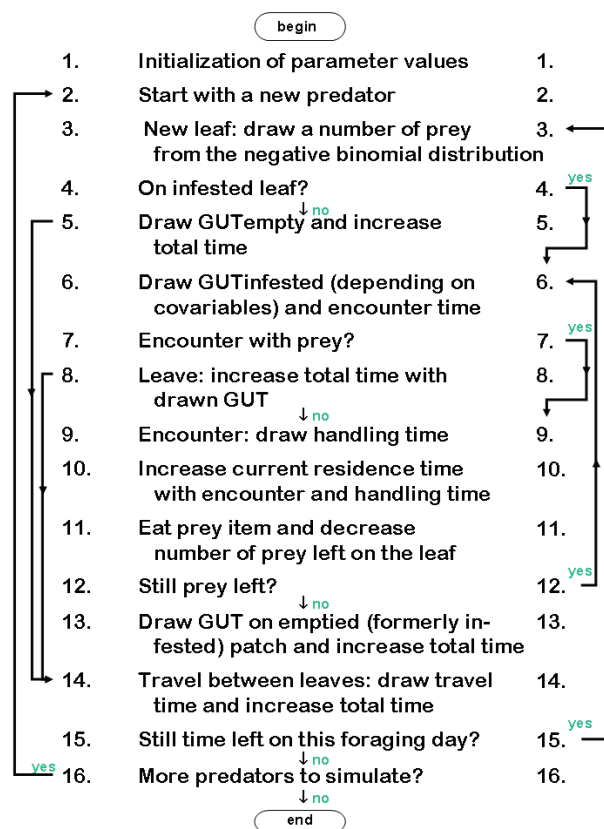 begin
1. Initialization of parameter values 1.
2. Start with a new predator 2.
3. New leaf: draw a number of prey 3.
from the negative binomial distribution
yes
4. On infested leaf? 4.
↓ no
5. Draw GUTempty and increase 5.
total time
6. Draw GUTinfested (depending on 6.
covariables) and encounter time
yes
7. Encounter with prey? 7.
8. Leave: increase total time with 8.
drawn GUT
↓ no
9. Encounter: draw handling time 9.
10. Increase current residence time 10.
with encounter and handling time
11. Eat prey item and decrease 11.
number of prey left on the leaf
yes
12. Still prey left? 12.
↓ no
13. Draw GUT on emptied (formerly in- 13.
fested) patch and increase total time
14. Travel between leaves: draw travel 14.
time and increase total time
yes
15. Still time left on this foraging day? 15.
↓ no
yes 16. More predators to simulate? 16.
↓ no
end